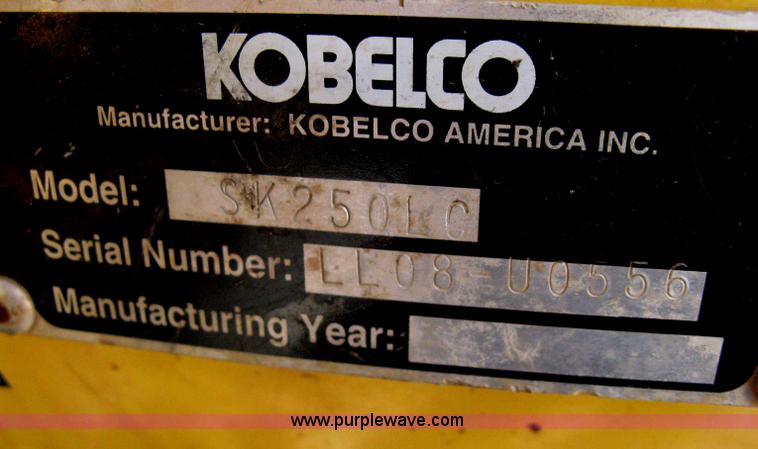 KOBELCO
Manufacturer: KOBELCO AMERICA INC.
Model: SK250LC
Serial Number: LL08-U0556
Manufacturing Year:
www.purplewave.com